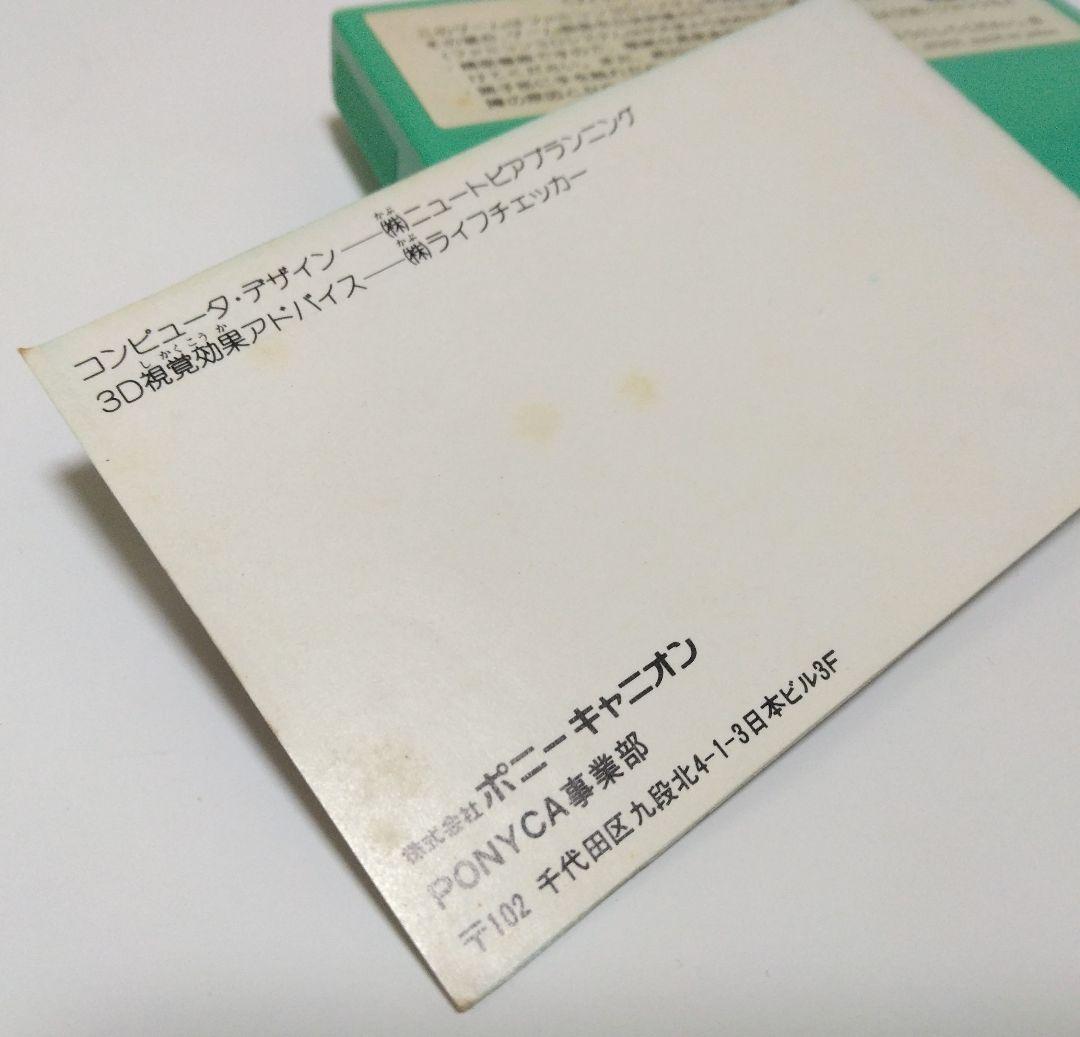 コンピュータ・デザイン──㈱ニュートピアプランニング
3D視覚効果アドバイス──㈱ライフチェッカー
株式会社ポニーキャニオン
PONYCA事業部
〒102 千代田区九段北4-1-3日本ビル3F